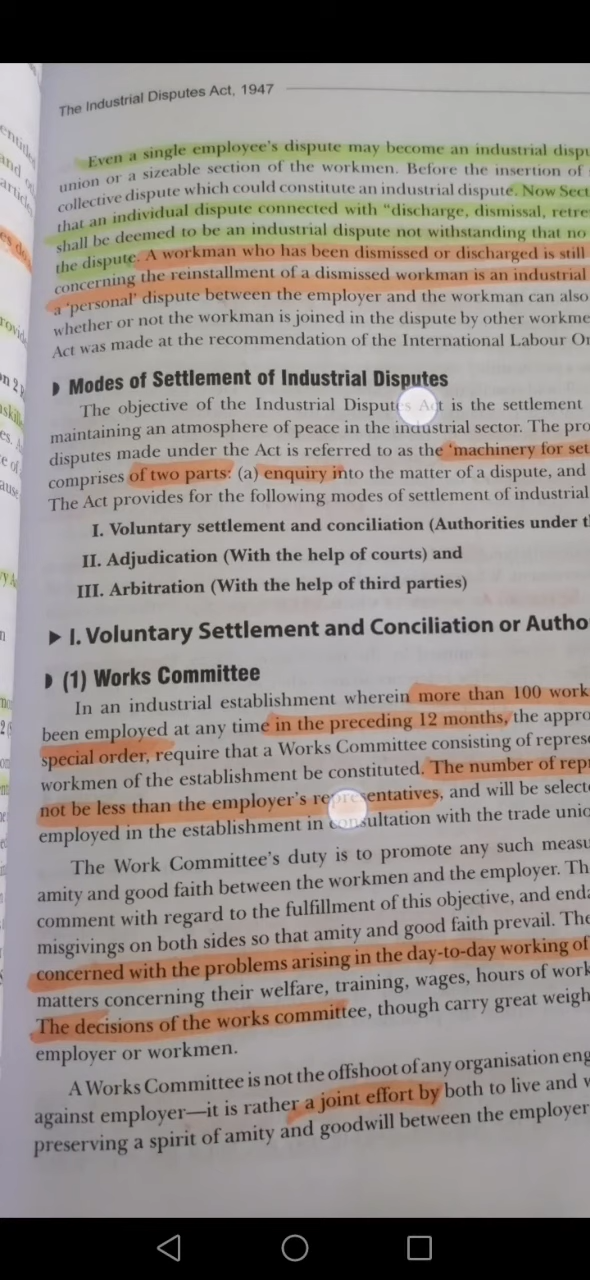 The Industrial Disputes Act, 1947
Even a single employee's dispute may become an industrial dispu
union or a sizeable section of the workmen. Before the insertion of
collective dispute which could constitute an industrial dispute. Now Sect
that an individual dispute connected with "discharge, dismissal, retre
shall be deemed to be an industrial dispute not withstanding that no
the dispute. A workman who has been dismissed or discharged is still
concerning the reinstallment of a dismissed workman is an industrial
a 'personal' dispute between the employer and the workman can also
whether or not the workman is joined in the dispute by other workme
Act was made at the recommendation of the International Labour Or
Modes of Settlement of Industrial Disputes
The objective of the Industrial Disputes Act is the settlement
maintaining an atmosphere of peace in the industrial sector. The pro
disputes made under the Act is referred to as the 'machinery for set
comprises of two parts: (a) enquiry into the matter of a dispute, and
The Act provides for the following modes of settlement of industrial
I. Voluntary settlement and conciliation (Authorities under t
II. Adjudication (With the help of courts) and
III. Arbitration (With the help of third parties)
I. Voluntary Settlement and Conciliation or Autho
(1) Works Committee
In an industrial establishment wherein more than 100 work
been employed at any time in the preceding 12 months, the appro
special order, require that a Works Committee consisting of repres
workmen of the establishment be constituted. The number of rep
not be less than the employer's representatives, and will be select
employed in the establishment in consultation with the trade unio
The Work Committee's duty is to promote any such measu
amity and good faith between the workmen and the employer. Th
comment with regard to the fulfillment of this objective, and enda
misgivings on both sides so that amity and good faith prevail. The
concerned with the problems arising in the day-to-day working of
matters concerning their welfare, training, wages, hours of work
The decisions of the works committee, though carry great weigh
employer or workmen.
A Works Committee is not the offshoot of any organisation eng
against employer—it is rather a joint effort by both to live and
preserving a spirit of amity and goodwill between the employer